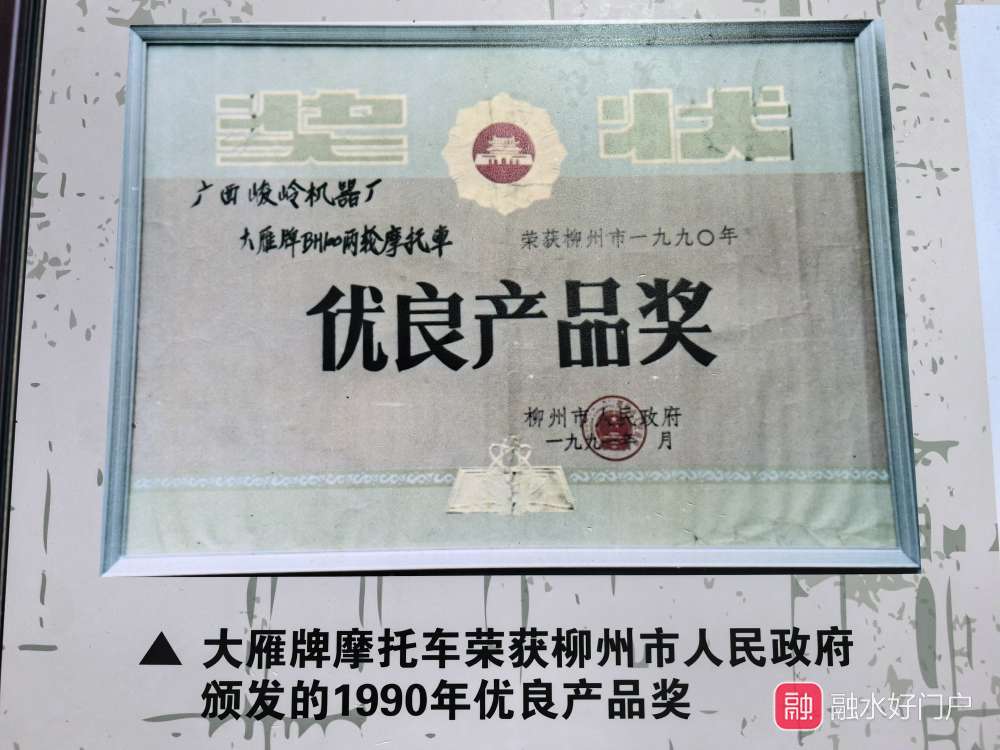 奖状
广西峻岭机器厂
大雁牌BH100两轮摩托車
荣获柳州市一九九〇年
优良产品奖
柳州市人民政府
一九九一年 月
▲ 大雁牌摩托车荣获柳州市人民政府
颁发的1990年优良产品奖
融 融水好门户